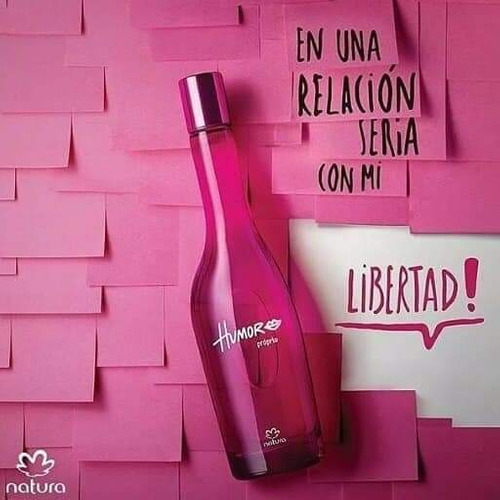 EN UNA
RELACIÓN
SERIA
CON MI
LIBERTAD!
HUMOR
próprio
natura
natura